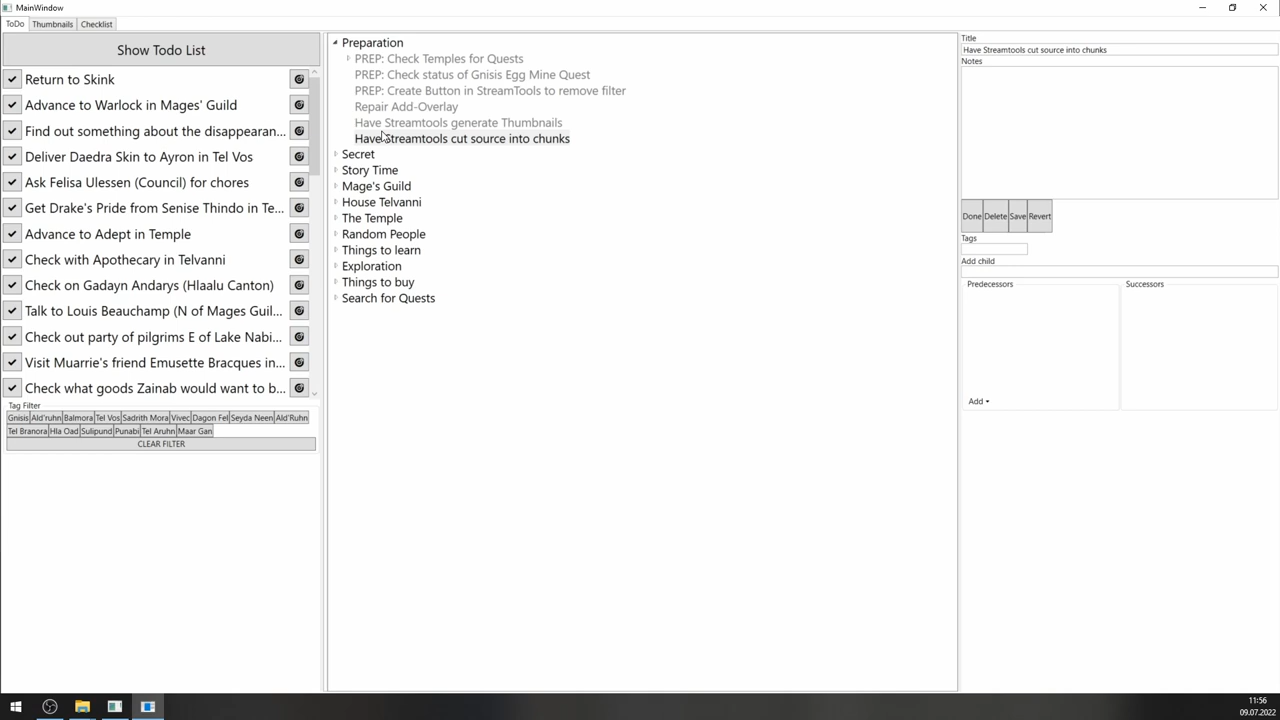 MainWindow
ToDo
Thumbnails
Checklist
Show Todo List
Return to Skink
Advance to Warlock in Mages' Guild
Find out something about the disappearan...
Deliver Daedra Skin to Ayron in Tel Vos
Ask Felisa Ulessen (Council) for chores
Get Drake's Pride from Senise Thindo in Te...
Advance to Adept in Temple
Check with Apothecary in Telvanni
Check on Gadayn Andarys (Hlaalu Canton)
Talk to Louis Beauchamp (N of Mages Guil...
Check out party of pilgrims E of Lake Nabi...
Visit Muarrie's friend Emusette Bracques in...
Check what goods Zainab would want to b...
Tag Filter
Gnisis Ald'ruhn Balmora Tel Vos Sadrith Mora Vivec Dagon Fel Seyda Neen Ald'Ruhn
Tel Branora Hla Oad Sulipund Punabi Tel Aruhn Maar Gan
CLEAR FILTER
Preparation
PREP: Check Temples for Quests
PREP: Check status of Gnisis Egg Mine Quest
PREP: Create Button in StreamTools to remove filter
Repair Add-Overlay
Have Streamtools generate Thumbnails
Have Streamtools cut source into chunks
Secret
Story Time
Mage's Guild
House Telvanni
The Temple
Random People
Things to learn
Exploration
Things to buy
Search for Quests
Title
Have Streamtools cut source into chunks
Notes
Done Delete Save Revert
Tags
Add child
Predecessors
Successors
Add
11:56
09.07.2022